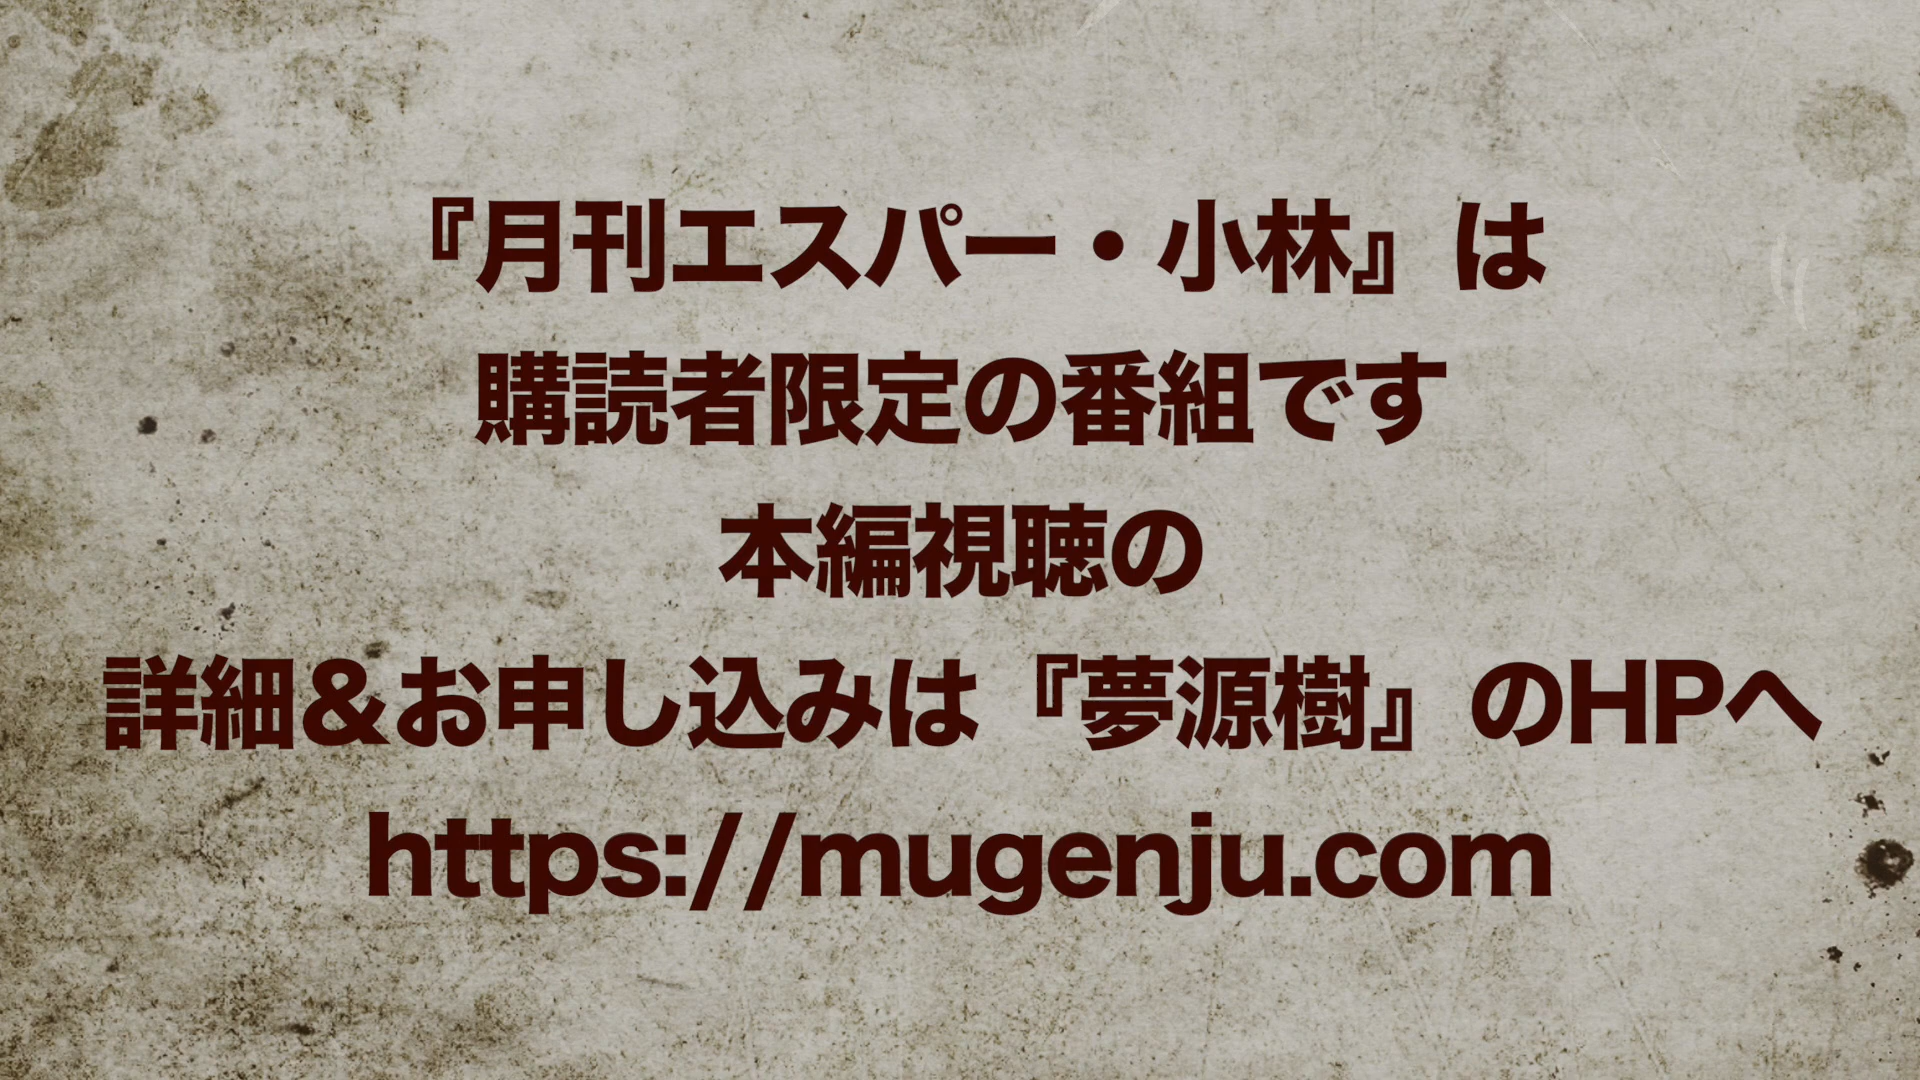 『月刊エスパー・小林』は
購読者限定の番組です
本編視聴の
詳細&お申し込みは『夢源樹』のHPへ
https://mugenju.com